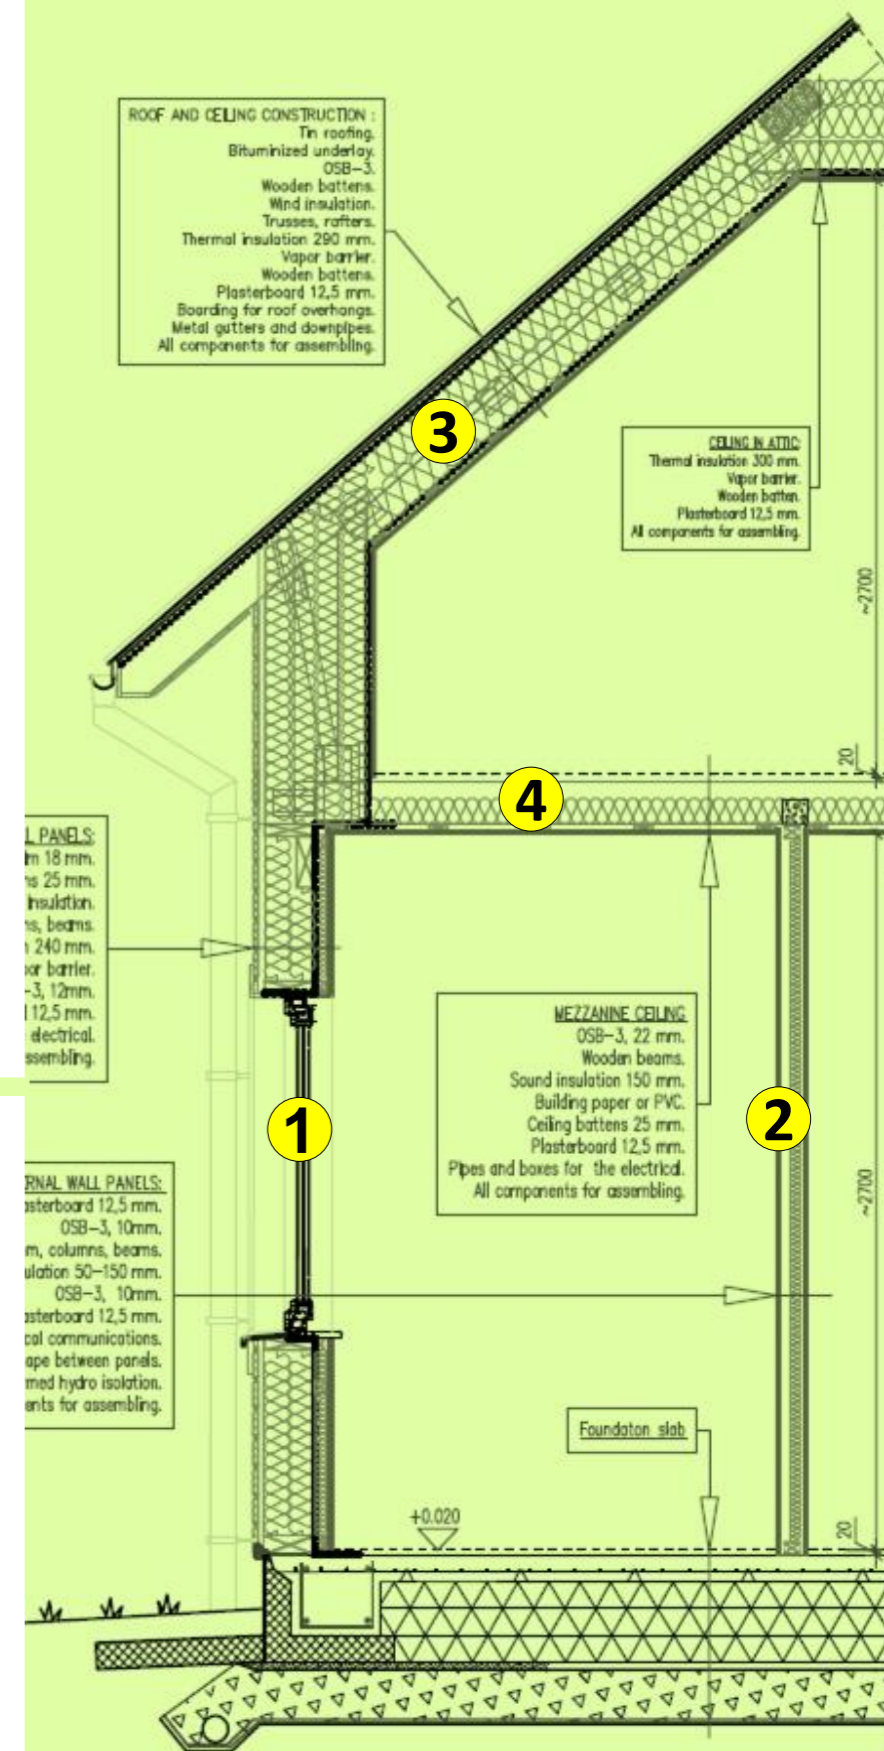 ROOF AND CEILING CONSTRUCTION :
Tin roofing.
Bituminized underlay.
OSB-3.
Wooden battens.
Wind insulation.
Trusses, rafters.
Thermal insulation 290 mm.
Vapor barrier.
Wooden battens.
Plasterboard 12,5 mm.
Boarding for roof overhangs.
Metal gutters and downpipes.
All components for assembling.
3
CEILING IN ATTIC:
Thermal insulation 300 mm.
Vapor barrier.
Wooden batten.
Plasterboard 12,5 mm.
All components for assembling.
~2700
20
4
L PANELS:
m 18 mm.
ns 25 mm.
insulation.
ns, beams.
240 mm.
or barrier.
-3, 12mm.
12,5 mm.
electrical.
ssembling.
MEZZANINE CEILING
OSB-3, 22 mm.
Wooden beams.
Sound insulation 150 mm.
Building paper or PVC.
Ceiling battens 25 mm.
Plasterboard 12,5 mm.
Pipes and boxes for the electrical.
All components for assembling.
1
2
RNAL WALL PANELS:
asterboard 12,5 mm.
OSB-3, 10mm.
m, columns, beams.
ulation 50-150 mm.
OSB-3, 10mm.
asterboard 12,5 mm.
cal communications.
ape between panels.
rmed hydro isolation.
ents for assembling.
~2700
Foundaton slab
+0.020
20